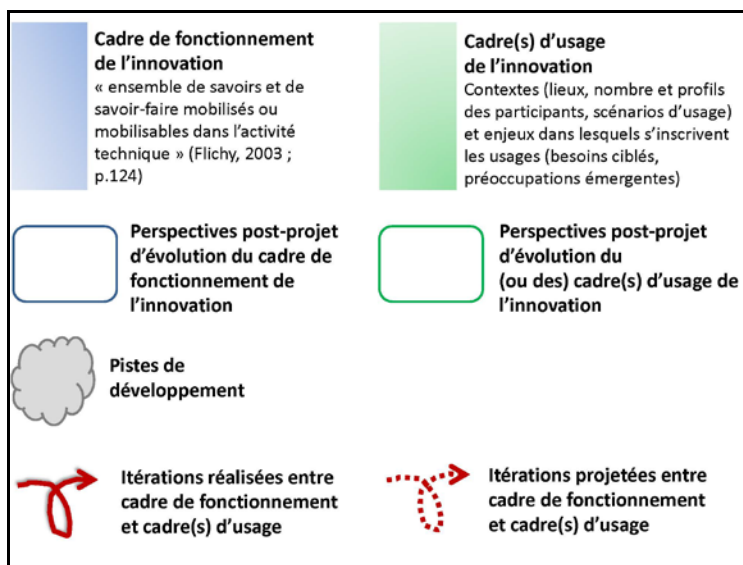 Cadre de fonctionnement
de l'innovation
« ensemble de savoirs et de
savoir-faire mobilisés ou
mobilisables dans l'activité
technique » (Flichy, 2003 ;
p.124)
Cadre(s) d'usage
de l'innovation
Contextes (lieux, nombre et profils
des participants, scénarios d'usage)
et enjeux dans lesquels s'inscrivent
les usages (besoins ciblés,
préoccupations émergentes)
Perspectives post-projet
d'évolution du cadre de
fonctionnement de
l'innovation
Perspectives post-projet
d'évolution du
(ou des) cadre(s) d'usage de
l'innovation
Pistes de
développement
Itérations réalisées entre
cadre de fonctionnement
et cadre(s) d'usage
Itérations projetées entre
cadre de fonctionnement
et cadre(s) d'usage